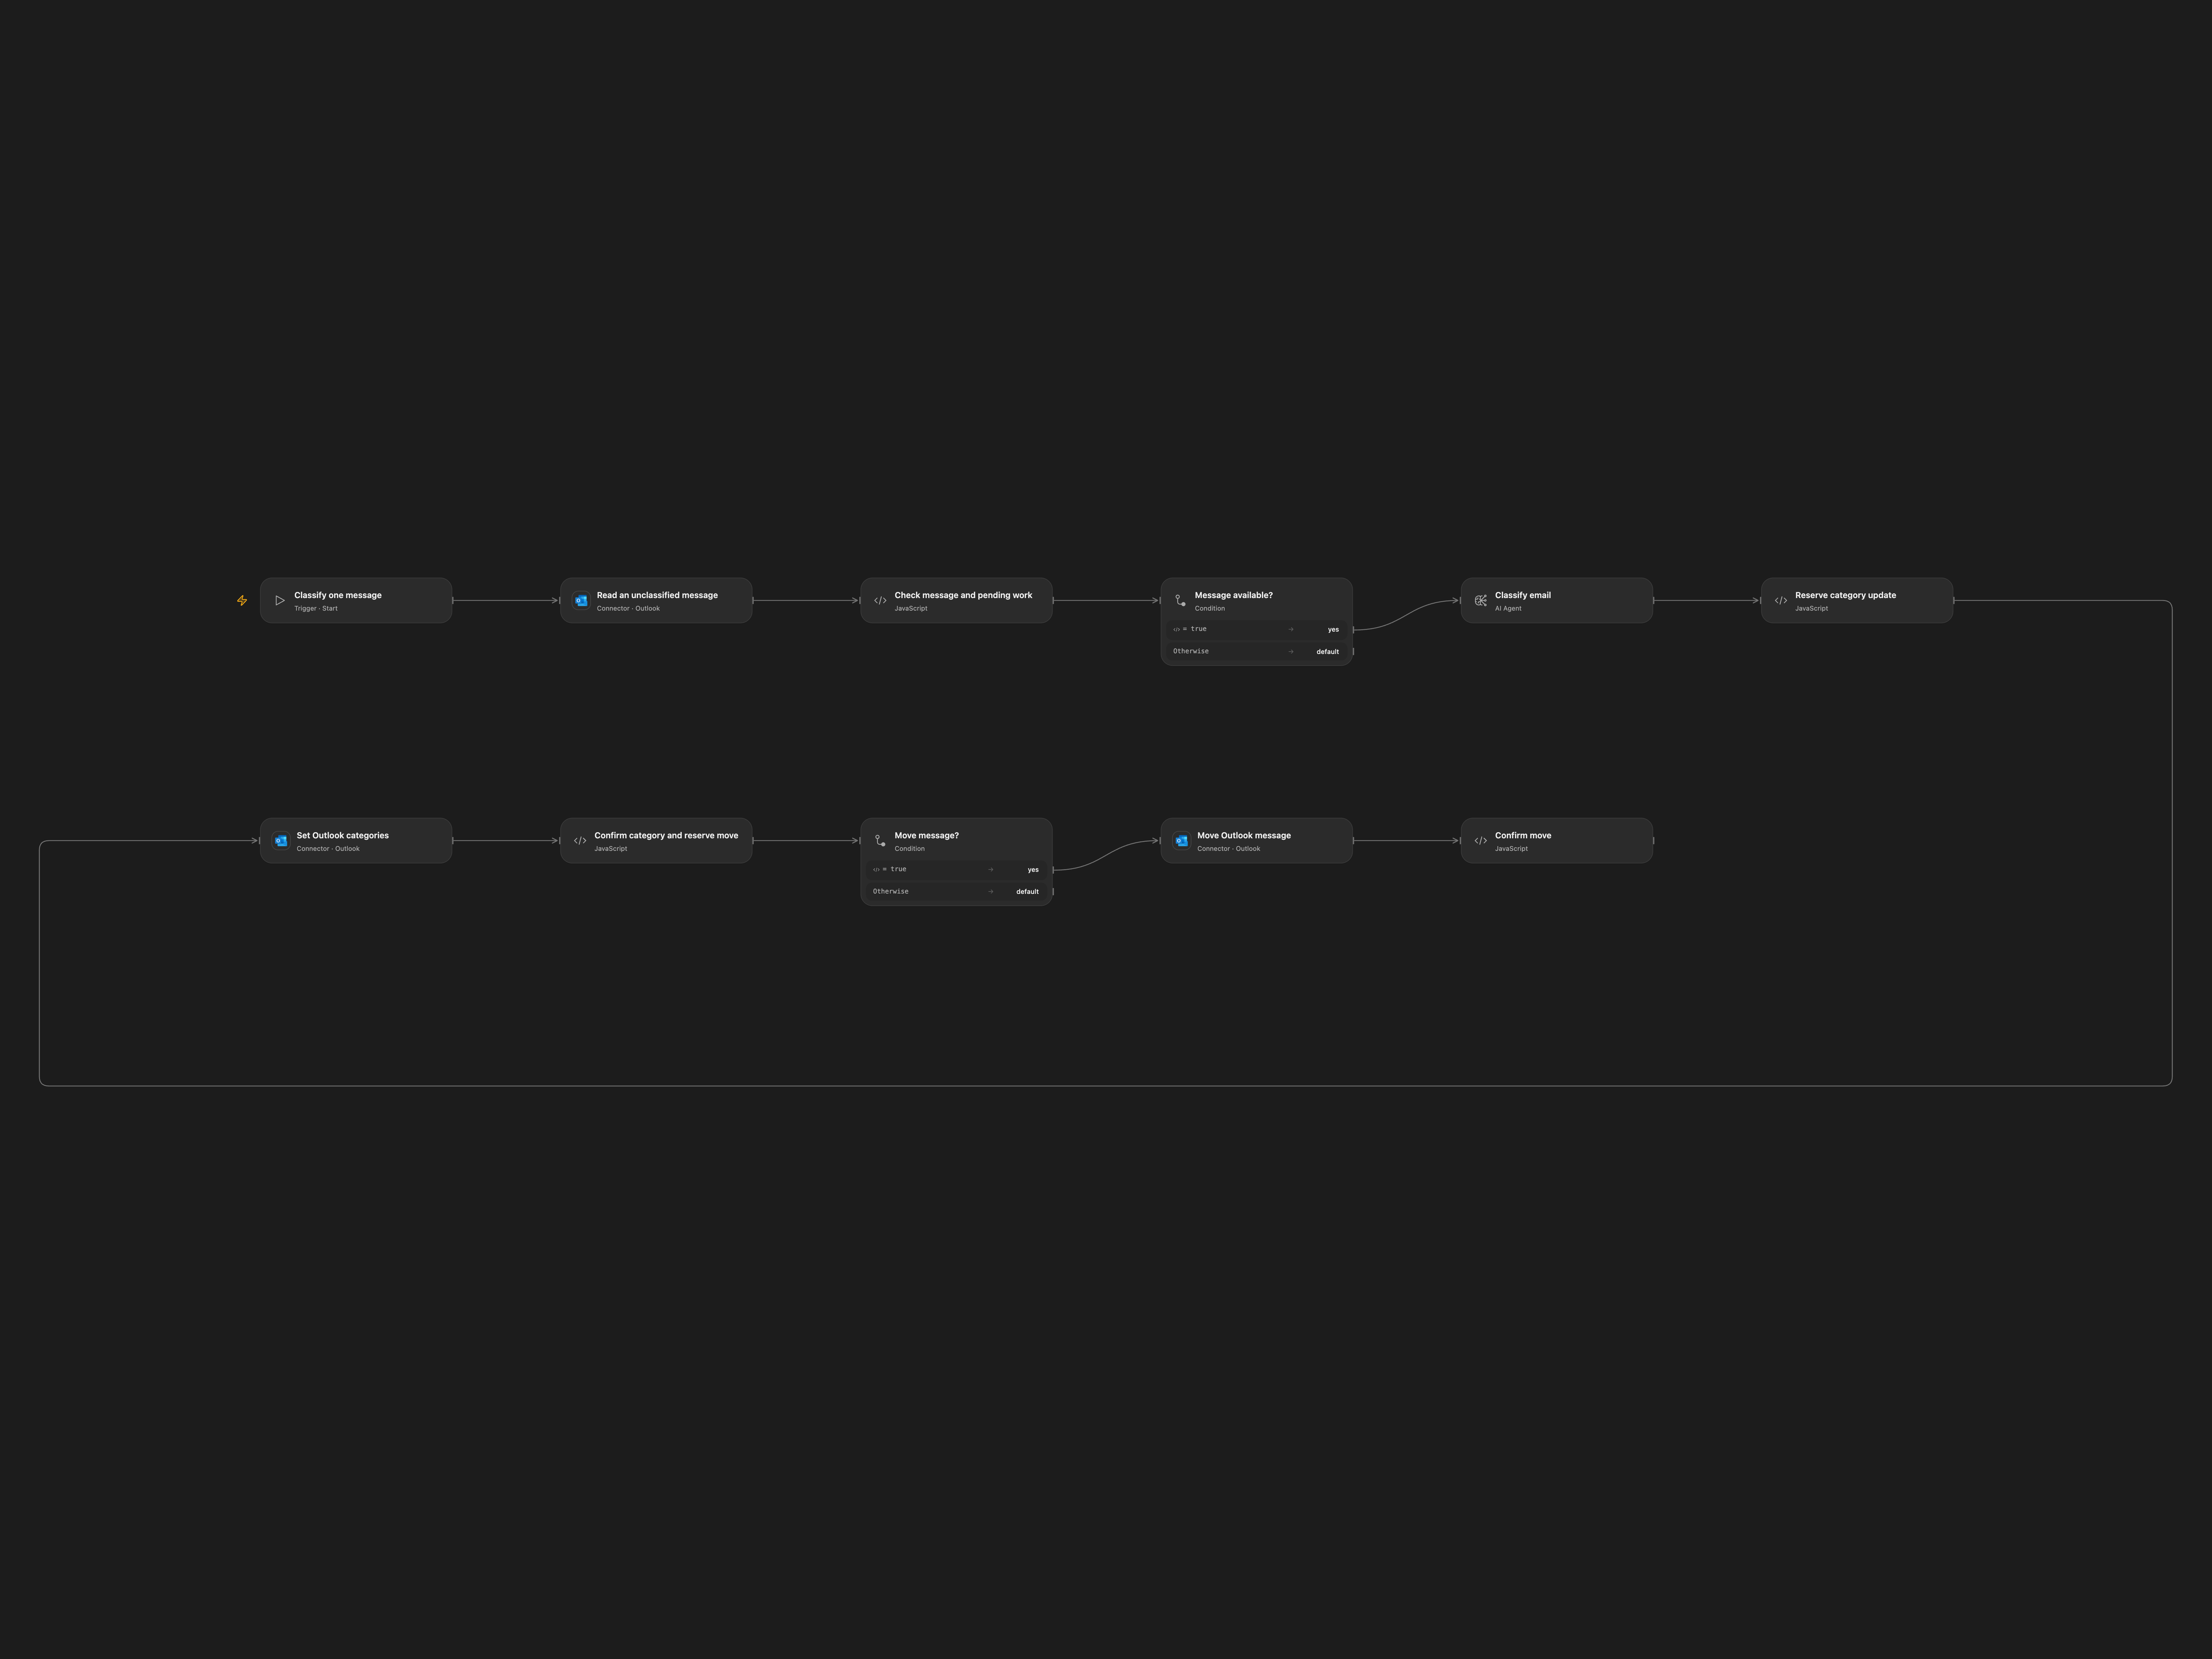 Classify one message
Trigger · Start
Read an unclassified message
Connector · Outlook
Check message and pending work
JavaScript
Message available?
Condition
= true → yes
Otherwise → default
Classify email
AI Agent
Reserve category update
JavaScript
Set Outlook categories
Connector · Outlook
Confirm category and reserve move
JavaScript
Move message?
Condition
= true → yes
Otherwise → default
Move Outlook message
Connector · Outlook
Confirm move
JavaScript